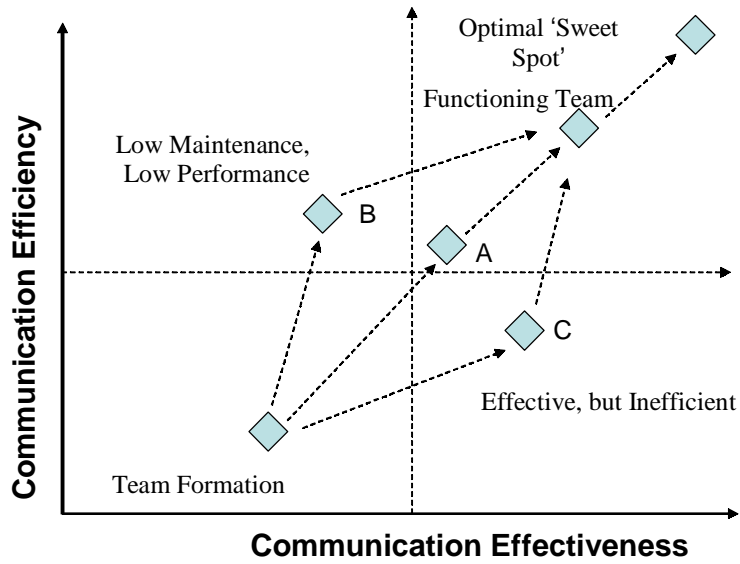 Optimal ‘Sweet
Spot’
Functioning Team
Low Maintenance,
Low Performance
B
A
C
Effective, but Inefficient
Team Formation
Communication Efficiency
Communication Effectiveness